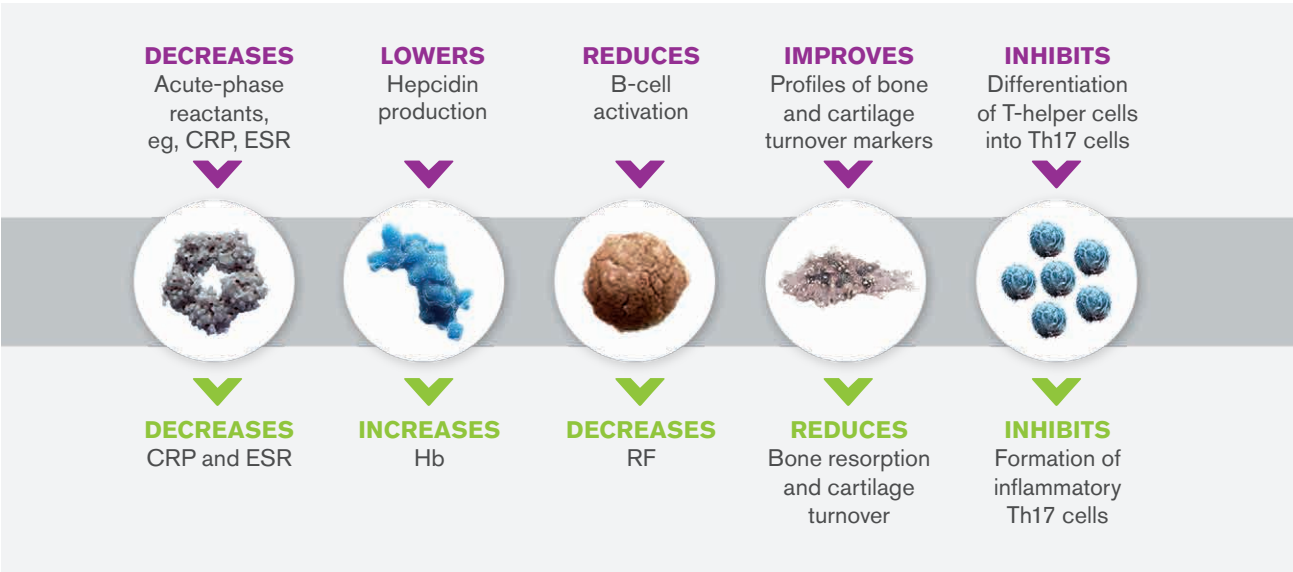 DECREASES
Acute-phase
reactants,
eg, CRP, ESR
LOWERS
Hepcidin
production
REDUCES
B-cell
activation
IMPROVES
Profiles of bone
and cartilage
turnover markers
INHIBITS
Differentiation
of T-helper cells
into Th17 cells
DECREASES
CRP and ESR
INCREASES
Hb
DECREASES
RF
REDUCES
Bone resorption
and cartilage
turnover
INHIBITS
Formation of
inflammatory
Th17 cells